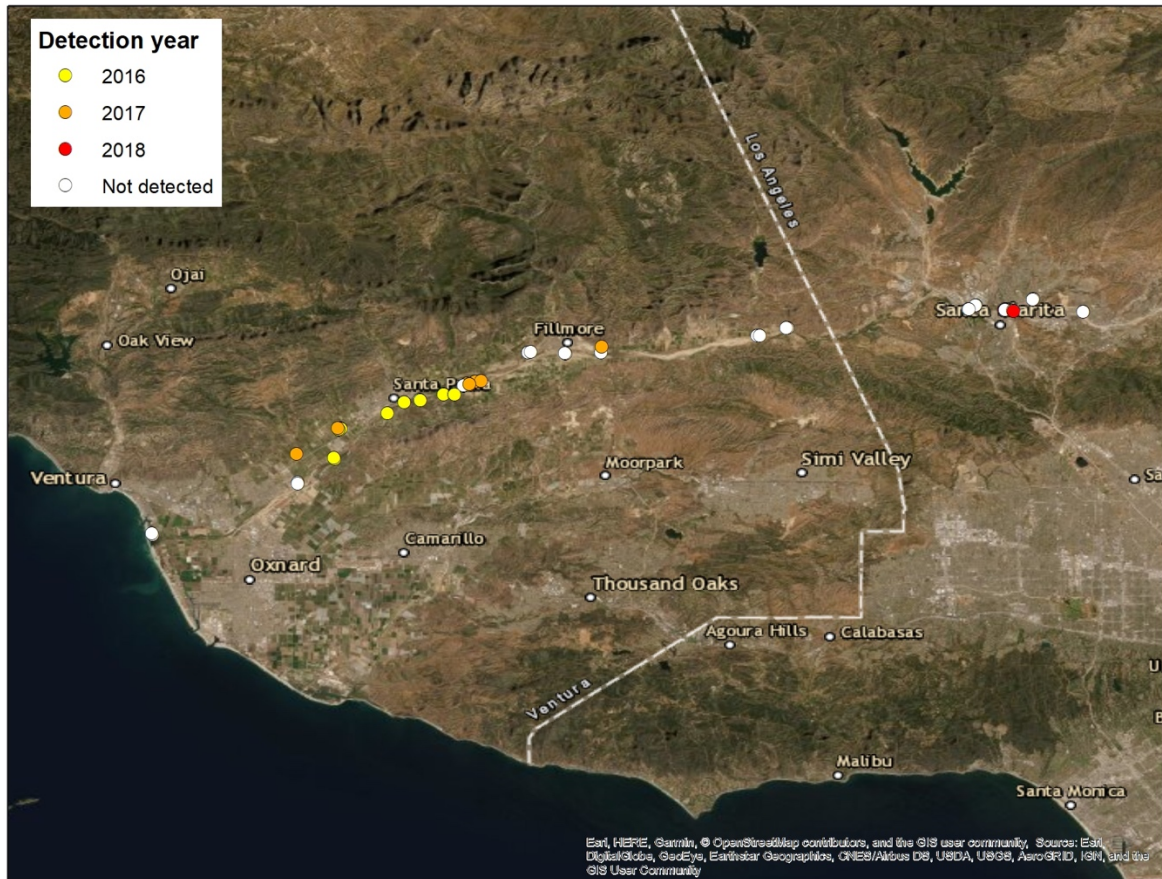 Detection year
2016
2017
2018
Not detected
Los Angeles
Ojai
Oak View
Fillmore
Santa
Santa
Ventura
Moorpark
Simi Valley
Oxnard
Camarillo
Thousand Oaks
Agoura Hills
Calabasas
Ventura
Malibu
Santa Monica
Esri, HERE, Garmin, © OpenStreetMap contributors, and the GIS user community, Source: Esri,
DigitalGlobe, GeoEye, Earthstar Geographics, CNES/Airbus DS, USDA, USGS, AeroGRID, IGN, and the
GIS User Community